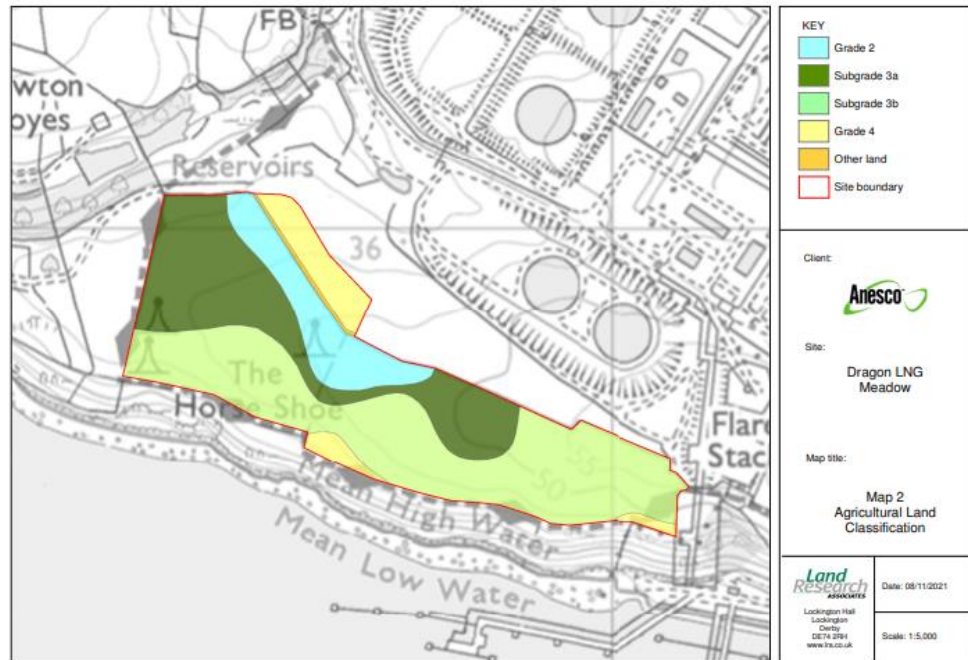 FB
wton
oyes
Reservoirs
36
The
Horse Shoe
Flare
Stac
55
50
Mean High Water
Mean Low Water
KEY
Grade 2
Subgrade 3a
Subgrade 3b
Grade 4
Other land
Site boundary
Client:
Anesco
Site:
Dragon LNG
Meadow
Map title:
Map 2
Agricultural Land
Classification
Land
Research
ASSOCIATES
Lockington Hall
Lockington
Derby
DE74 2RH
www.lra.co.uk
Date: 08/11/2021
Scale: 1:5,000